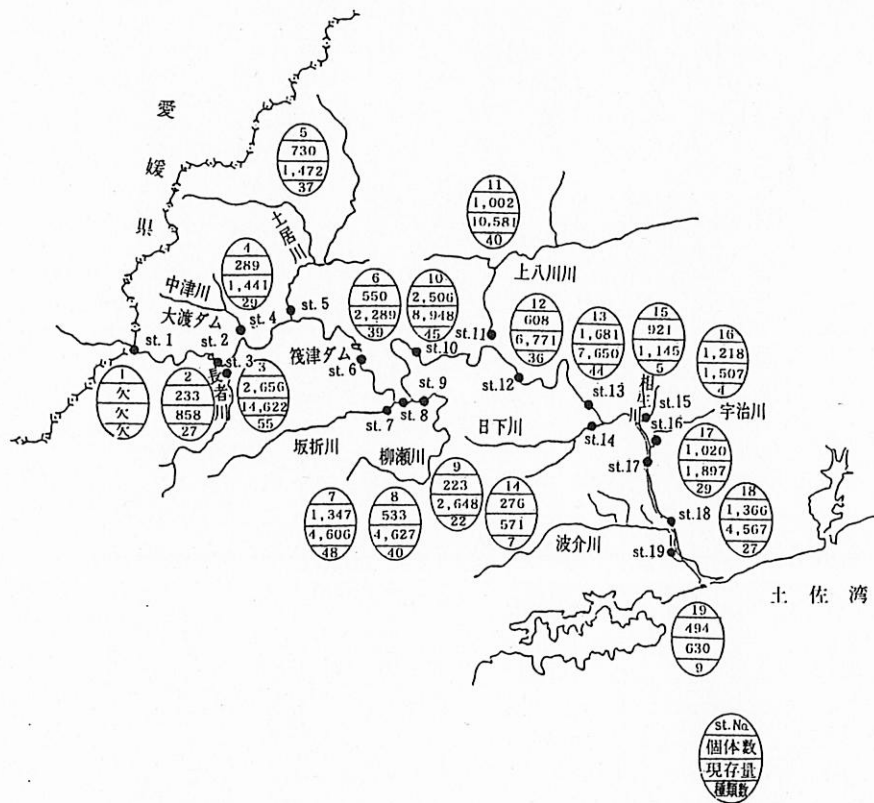 愛媛県
5
730
1,472
37
土居川
11
1,002
10,581
40
上八川川
4
289
1,441
29
中津川
大渡ダム
st. 1
st. 2
st. 3
st. 4
st. 5
長者川
1
欠
欠
欠
2
233
858
27
3
2,656
14,622
55
6
550
2,289
39
10
2,506
8,948
45
筏津ダム
st. 6
st. 10
st. 11
12
608
6,771
36
13
1,681
7,650
44
15
921
1,145
5
16
1,218
1,507
4
st. 9
st. 8
st. 7
st. 12
st. 13
相生川
st. 15
st. 16
宇治川
坂折川
柳瀬川
日下川
st. 14
st. 17
17
1,020
1,897
29
7
1,347
4,606
48
8
533
4,627
40
9
223
2,648
22
14
276
571
7
18
1,366
4,567
27
st. 18
波介川
st. 19
土佐湾
19
494
630
9
st. No.
個体数
現存量
種類数